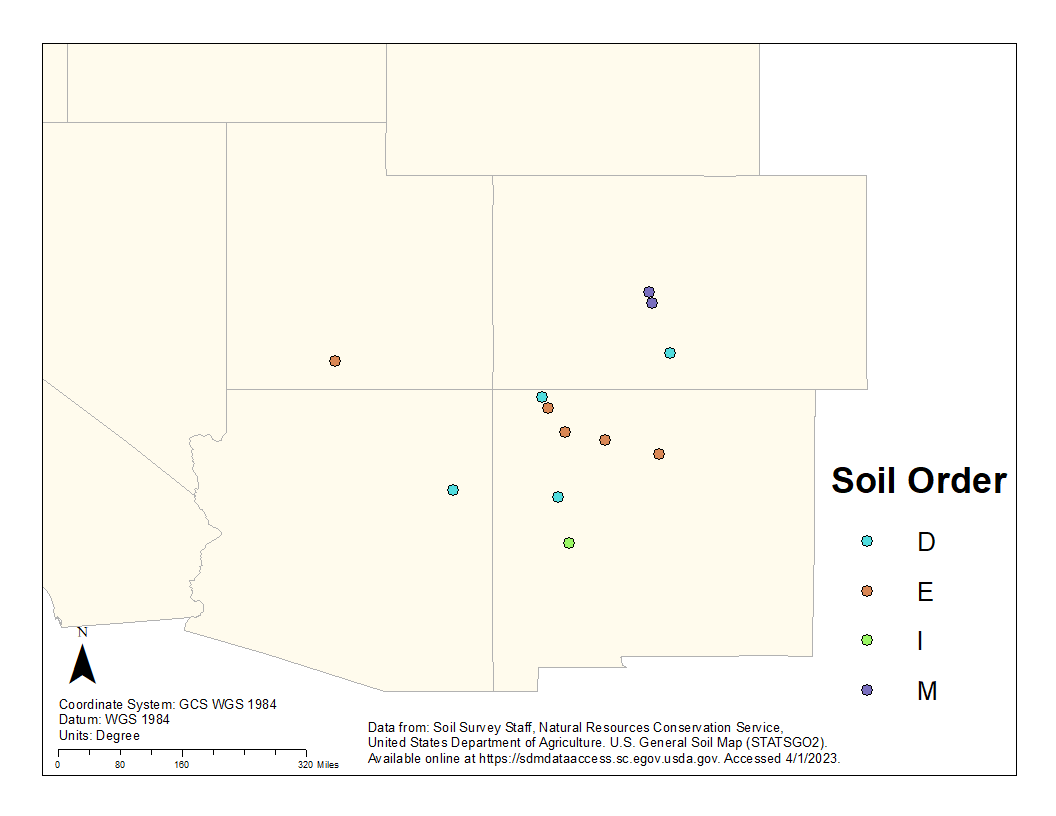 Soil Order
D
E
I
M
N
Coordinate System: GCS WGS 1984
Datum: WGS 1984
Units: Degree
0 80 160 320 Miles
Data from: Soil Survey Staff, Natural Resources Conservation Service,
United States Department of Agriculture. U.S. General Soil Map (STATSGO2).
Available online at https://sdmdataaccess.sc.egov.usda.gov. Accessed 4/1/2023.